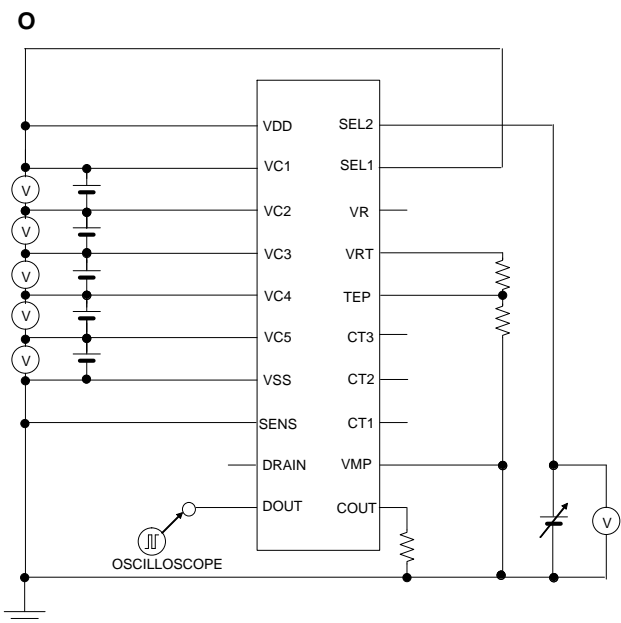 O
VDD SEL2
VC1 SEL1
V
VC2 VR
V
VC3 VRT
V
VC4 TEP
V
VC5 CT3
V
VSS CT2
SENS CT1
DRAIN VMP
DOUT COUT
V
OSCILLOSCOPE